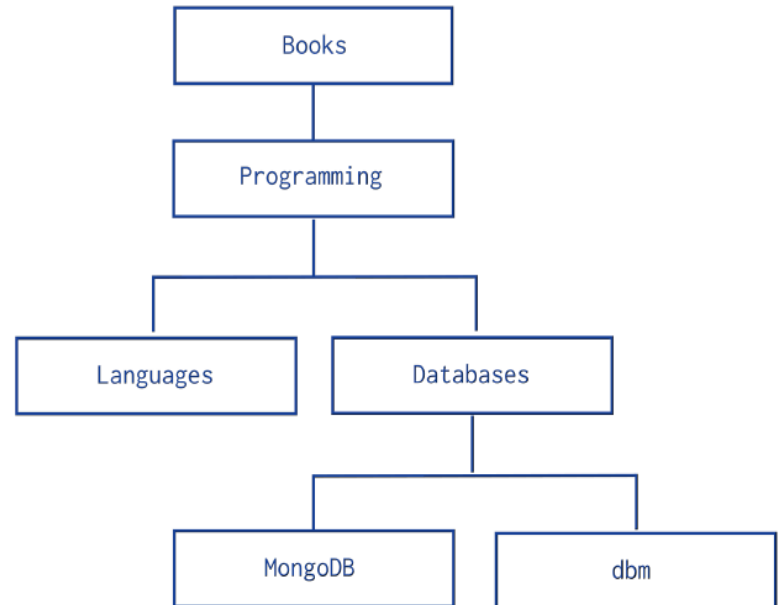 Books
Programming
Languages
Databases
MongoDB
dbm